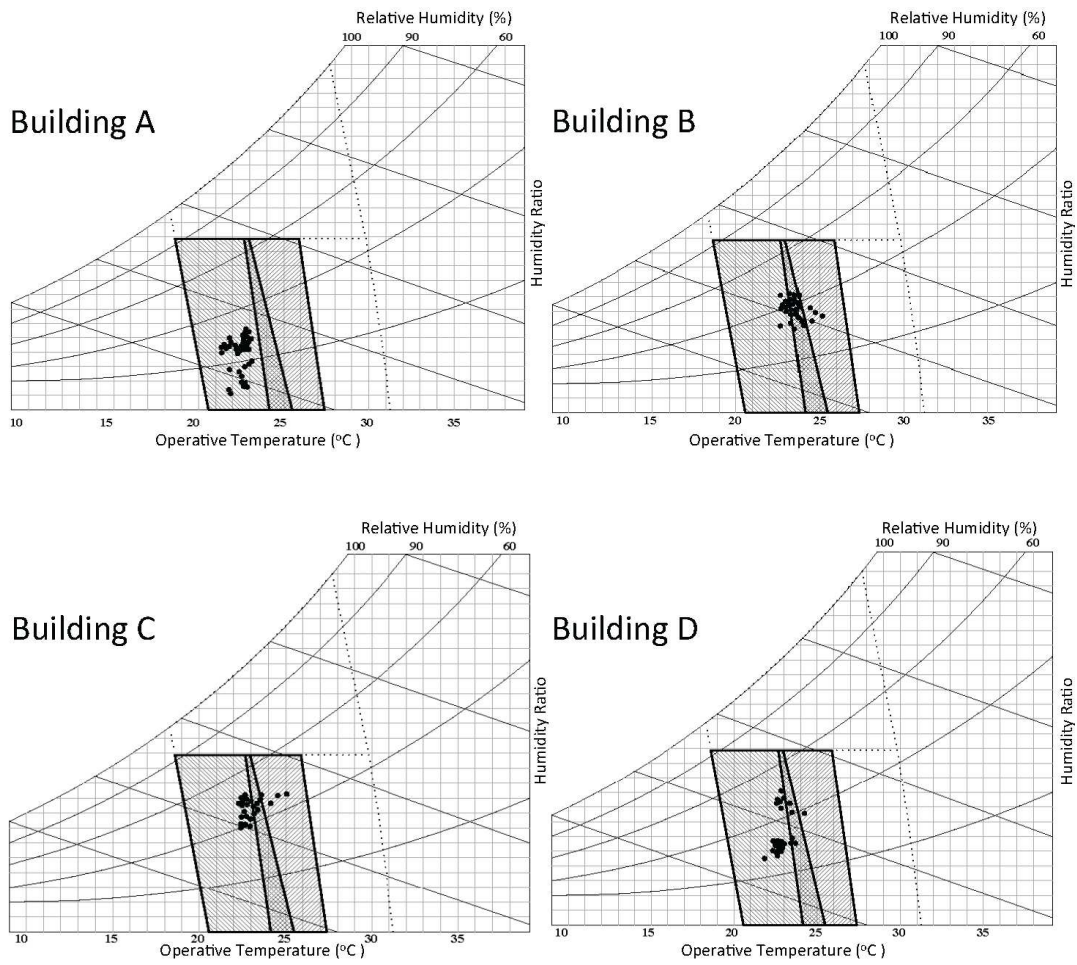 Relative Humidity (%)
100 90 60
Building A
Humidity Ratio
10 15 20 25 30 35
Operative Temperature (°C )
Relative Humidity (%)
100 90 60
Building B
Humidity Ratio
10 15 20 25 30 35
Operative Temperature (°C )
Relative Humidity (%)
100 90 60
Building C
Humidity Ratio
10 15 20 25 30 35
Operative Temperature (°C )
Relative Humidity (%)
100 90 60
Building D
Humidity Ratio
10 15 20 25 30 35
Operative Temperature (°C )